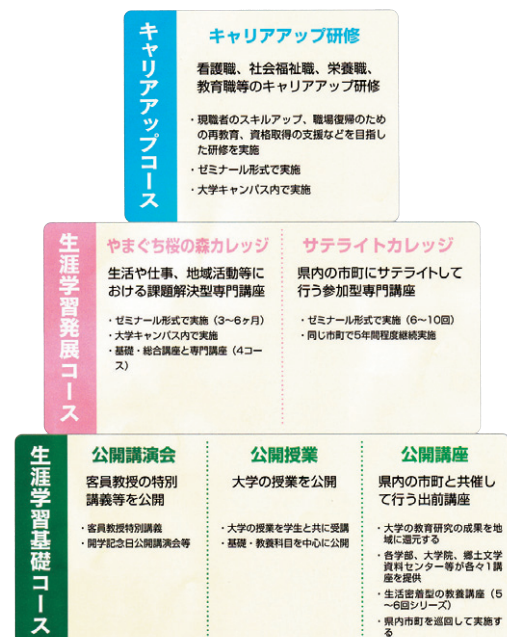 キャリアアップコース
キャリアアップ研修
看護職、社会福祉職、栄養職、
教育職等のキャリアアップ研修
・現職者のスキルアップ、職場復帰のため
の再教育、資格取得の支援などを目指し
た研修を実施
・ゼミナール形式で実施
・大学キャンパス内で実施
生涯学習発展コース
やまぐち桜の森カレッジ
生活や仕事、地域活動等に
おける課題解決型専門講座
・ゼミナール形式で実施（3〜6ヶ月）
・大学キャンパス内で実施
・基礎・総合講座と専門講座（4コー
ス）
サテライトカレッジ
県内の市町にサテライトして
行う参加型専門講座
・ゼミナール形式で実施（6〜10回）
・同じ市町で5年間程度継続実施
生涯学習基礎コース
公開講演会
客員教授の特別
講義等を公開
・客員教授特別講義
・開学記念日公開講演会等
公開授業
大学の授業を公開
・大学の授業を学生と共に受講
・基礎・教養科目を中心に公開
公開講座
県内の市町と共催し
て行う出前講座
・大学の教育研究の成果を地
域に還元する
・各学部、大学院、郷土文学
資料センター等が各々1講
座を提供
・生活密着型の教養講座（5
〜6回シリーズ）
・県内市町を巡回して実施す
る